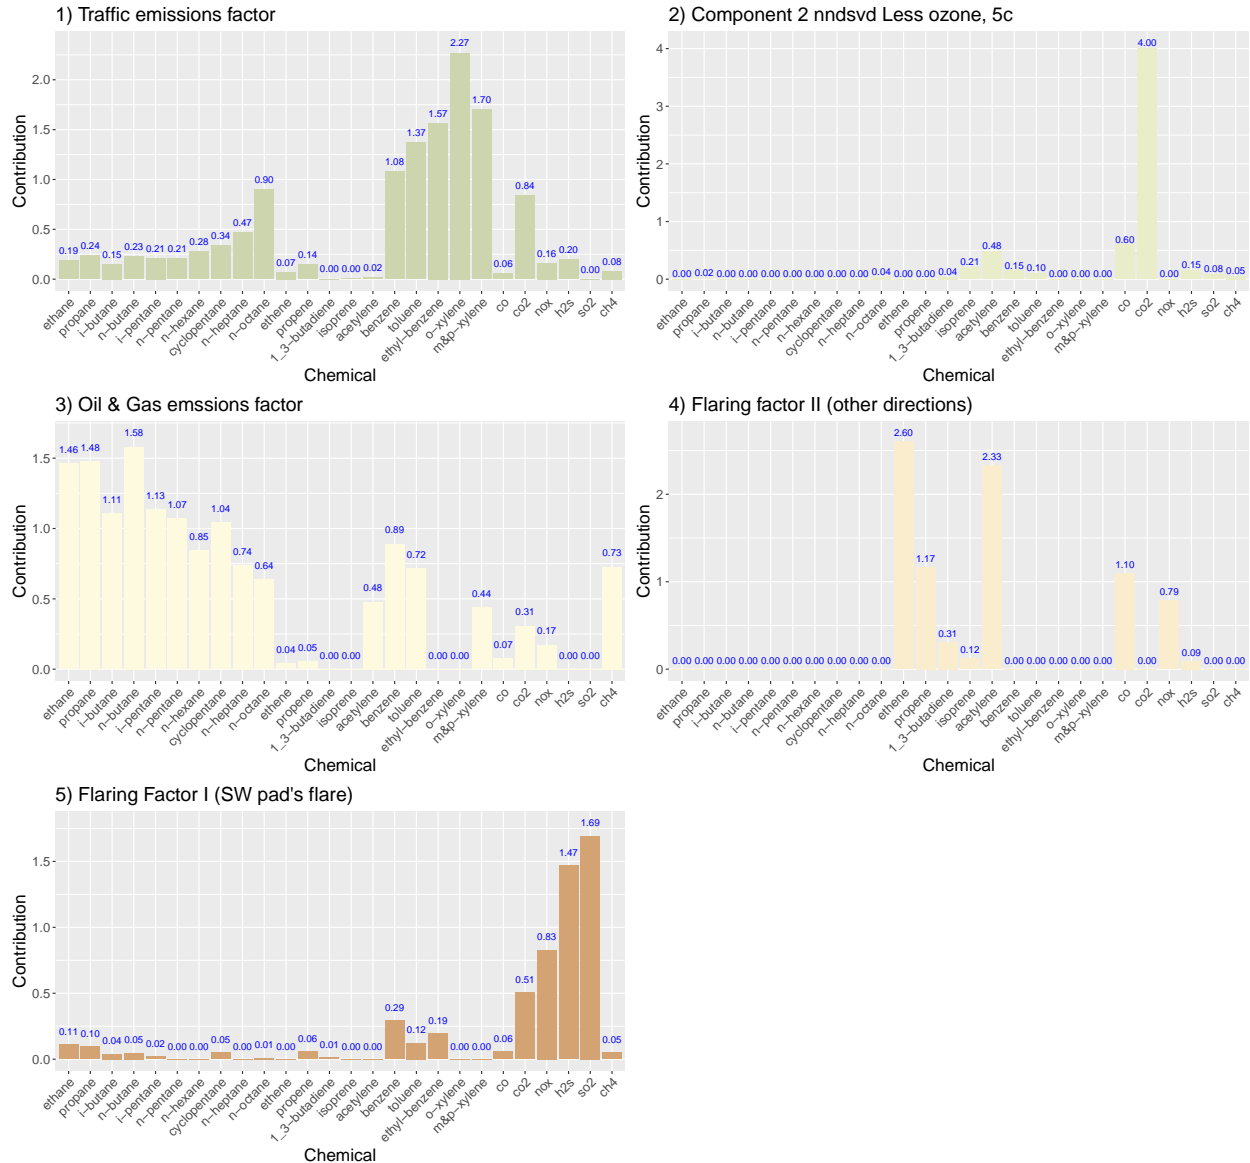 1) Traffic emissions factor
Contribution
2.0
1.5
1.0
0.5
0.0
0.19 0.24 0.15 0.23 0.21 0.21 0.28 0.34 0.47 0.90 0.07 0.14 0.00 0.00 0.02 1.08 1.37 1.57 2.27 1.70 0.06 0.84 0.16 0.20 0.00 0.08
ethane propane i-butane n-butane i-pentane n-pentane n-hexane cyclopentane n-heptane n-octane ethene propene 1_3-butadiene isoprene acetylene benzene toluene ethyl-benzene o-xylene m&p-xylene co co2 nox h2s so2 ch4
Chemical
2) Component 2 nndsvd Less ozone, 5c
Contribution
4
3
2
1
0
0.00 0.02 0.00 0.00 0.00 0.00 0.00 0.00 0.00 0.04 0.00 0.00 0.04 0.21 0.48 0.15 0.10 0.00 0.00 0.00 0.60 4.00 0.00 0.15 0.08 0.05
ethane propane i-butane n-butane i-pentane n-pentane n-hexane cyclopentane n-heptane n-octane ethene propene 1_3-butadiene isoprene acetylene benzene toluene ethyl-benzene o-xylene m&p-xylene co co2 nox h2s so2 ch4
Chemical
3) Oil & Gas emssions factor
Contribution
1.5
1.0
0.5
0.0
1.46 1.48 1.11 1.58 1.13 1.07 0.85 1.04 0.74 0.64 0.04 0.05 0.00 0.00 0.48 0.89 0.72 0.00 0.00 0.44 0.07 0.31 0.17 0.00 0.00 0.73
ethane propane i-butane n-butane i-pentane n-pentane n-hexane cyclopentane n-heptane n-octane ethene propene 1_3-butadiene isoprene acetylene benzene toluene ethyl-benzene o-xylene m&p-xylene co co2 nox h2s so2 ch4
Chemical
4) Flaring factor II (other directions)
Contribution
2
1
0
0.00 0.00 0.00 0.00 0.00 0.00 0.00 0.00 0.00 0.00 2.60 1.17 0.31 0.12 2.33 0.00 0.00 0.00 0.00 0.00 1.10 0.00 0.79 0.09 0.00 0.00
ethane propane i-butane n-butane i-pentane n-pentane n-hexane cyclopentane n-heptane n-octane ethene propene 1_3-butadiene isoprene acetylene benzene toluene ethyl-benzene o-xylene m&p-xylene co co2 nox h2s so2 ch4
Chemical
5) Flaring Factor I (SW pad's flare)
Contribution
1.5
1.0
0.5
0.0
0.11 0.10 0.04 0.05 0.02 0.00 0.00 0.05 0.00 0.01 0.00 0.06 0.01 0.00 0.00 0.29 0.12 0.19 0.00 0.00 0.06 0.51 0.83 1.47 1.69 0.05
ethane propane i-butane n-butane i-pentane n-pentane n-hexane cyclopentane n-heptane n-octane ethene propene 1_3-butadiene isoprene acetylene benzene toluene ethyl-benzene o-xylene m&p-xylene co co2 nox h2s so2 ch4
Chemical